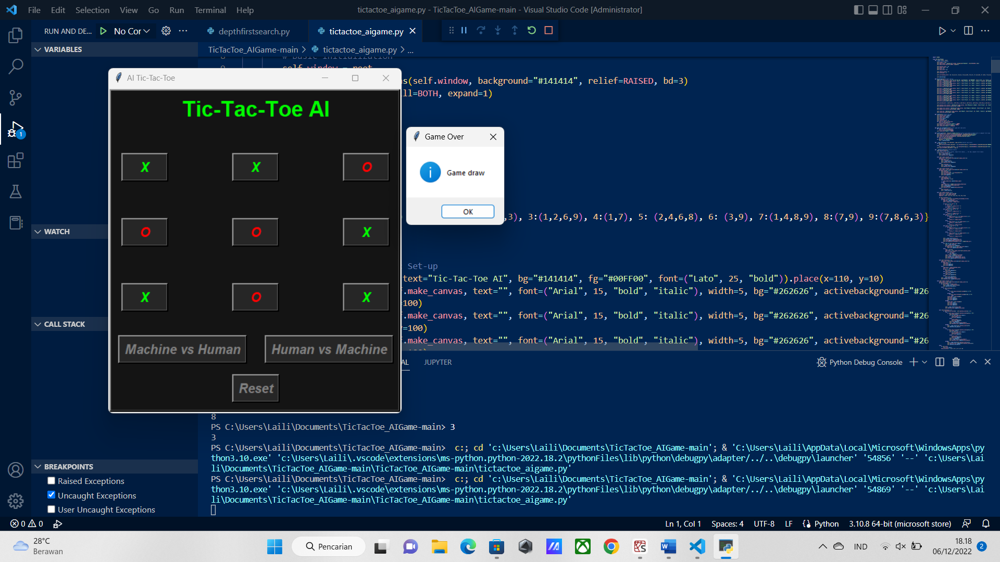 File Edit Selection View Go Run Terminal Help
tictactoe_aigame.py - TicTacToe_AIGame-main - Visual Studio Code [Administrator]
RUN AND DE... No Cor
depthfirstsearch.py
tictactoe_aigame.py
VARIABLES
TicTacToe_AIGame-main > tictactoe_aigame.py > ...
AI Tic-Tac-Toe
s(self.window, background="#141414", relief=RAISED, bd=3)
ll=BOTH, expand=1)
Tic-Tac-Toe AI
Game Over
Game draw
OK
X X O
O O X
X O X
,3), 3:(1,2,6,9), 4:(1,7), 5: (2,4,6,8), 6: (3,9), 7:(1,4,8,9), 8:(7,9), 9:(7,8,6,3)}
WATCH
Set-up
text="Tic-Tac-Toe AI", bg="#141414", fg="#00FF00", font=("Lato", 25, "bold")).place(x=110, y=10)
f.make_canvas, text="", font=("Arial", 15, "bold", "italic"), width=5, bg="#262626", activebackground="#26
=100)
f.make_canvas, text="", font=("Arial", 15, "bold", "italic"), width=5, bg="#262626", activebackground="#26
=100)
f.make_canvas, text="", font=("Arial", 15, "bold", "italic"), width=5, bg="#262626", activebackground="#26
CALL STACK
Machine vs Human
Human vs Machine
Reset
AL JUPYTER
Python Debug Console
8
PS C:\Users\Laili\Documents\TicTacToe_AIGame-main> 3
3
PS C:\Users\Laili\Documents\TicTacToe_AIGame-main> c:; cd 'c:\Users\Laili\Documents\TicTacToe_AIGame-main'; & 'C:\Users\Laili\AppData\Local\Microsoft\WindowsApps\py
thon3.10.exe' 'c:\Users\Laili\.vscode\extensions\ms-python.python-2022.18.2\pythonFiles\lib\python\debugpy\adapter/../..\debugpy\launcher' '54856' '--' 'c:\Users\Lai
li\Documents\TicTacToe_AIGame-main\TicTacToe_AIGame-main\tictactoe_aigame.py'
PS C:\Users\Laili\Documents\TicTacToe_AIGame-main> c:; cd 'c:\Users\Laili\Documents\TicTacToe_AIGame-main'; & 'C:\Users\Laili\AppData\Local\Microsoft\WindowsApps\py
thon3.10.exe' 'c:\Users\Laili\.vscode\extensions\ms-python.python-2022.18.2\pythonFiles\lib\python\debugpy\adapter/../..\debugpy\launcher' '54869' '--' 'c:\Users\Lai
li\Documents\TicTacToe_AIGame-main\TicTacToe_AIGame-main\tictactoe_aigame.py'
BREAKPOINTS
Raised Exceptions
Uncaught Exceptions
User Uncaught Exceptions
1
0 0
Ln 1, Col 1 Spaces: 4 UTF-8 LF Python 3.10.8 64-bit (microsoft store)
28°C
Berawan
Pencarian
IND
18.18
06/12/2022
2